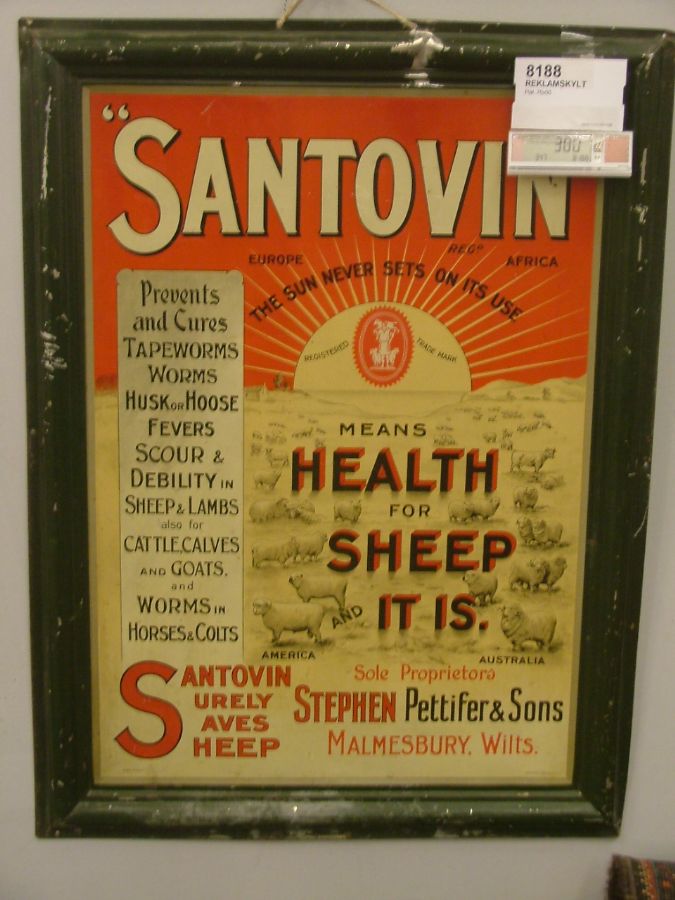 8188
REKLAMSKYLT
300
"SANTOVIN
REGD
EUROPE
AFRICA
THE SUN NEVER SETS ON ITS USE
REGISTERED
TRADE MARK
Prevents
and Cures
TAPEWORMS
WORMS
HUSK OR HOOSE
FEVERS
SCOUR &
DEBILITY IN
SHEEP & LAMBS
also for
CATTLE, CALVES
AND GOATS.
and
WORMS IN
HORSES & COLTS
MEANS
HEALTH
FOR
SHEEP
AND
IT IS.
AMERICA
AUSTRALIA
SANTOVIN
SURELY
SAVES
SHEEP
Sole Proprietors
STEPHEN Pettifer & Sons
MALMESBURY, Wilts.